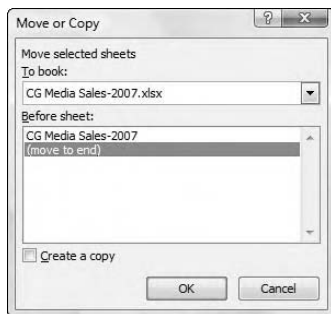 Move or Copy
Move selected sheets
To book:
CG Media Sales-2007.xlsx
Before sheet:
CG Media Sales-2007
(move to end)
Create a copy
OK
Cancel